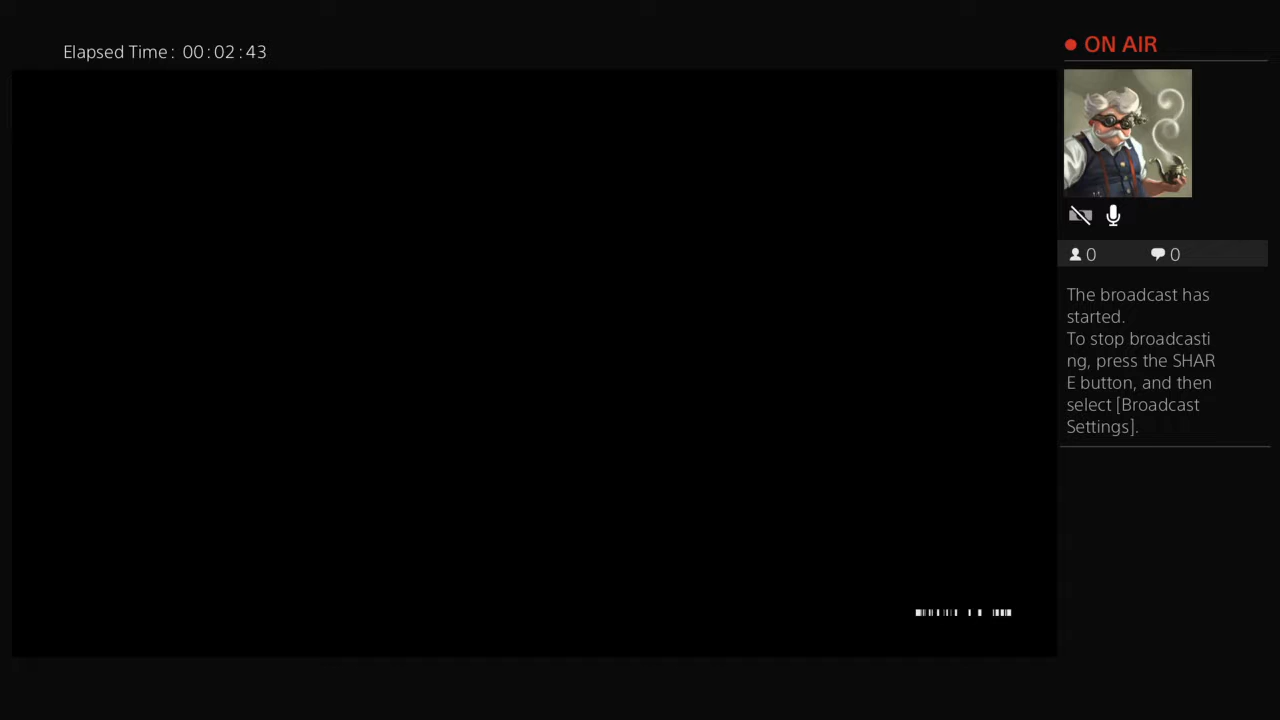 Elapsed Time: 00:02:43
ON AIR
0
0
The broadcast has
started.
To stop broadcasti
ng, press the SHAR
E button, and then
select [Broadcast
Settings].